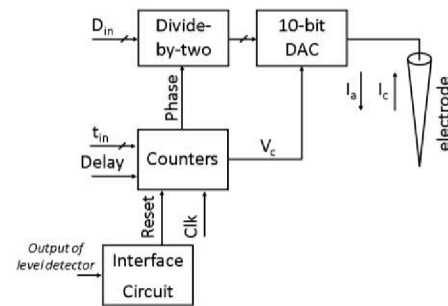 D_in
Divide-
by-two
10-bit
DAC
I_a
I_c
electrode
Phase
t_in
Delay
Counters
V_c
Reset
Clk
Output of
level detector
Interface
Circuit